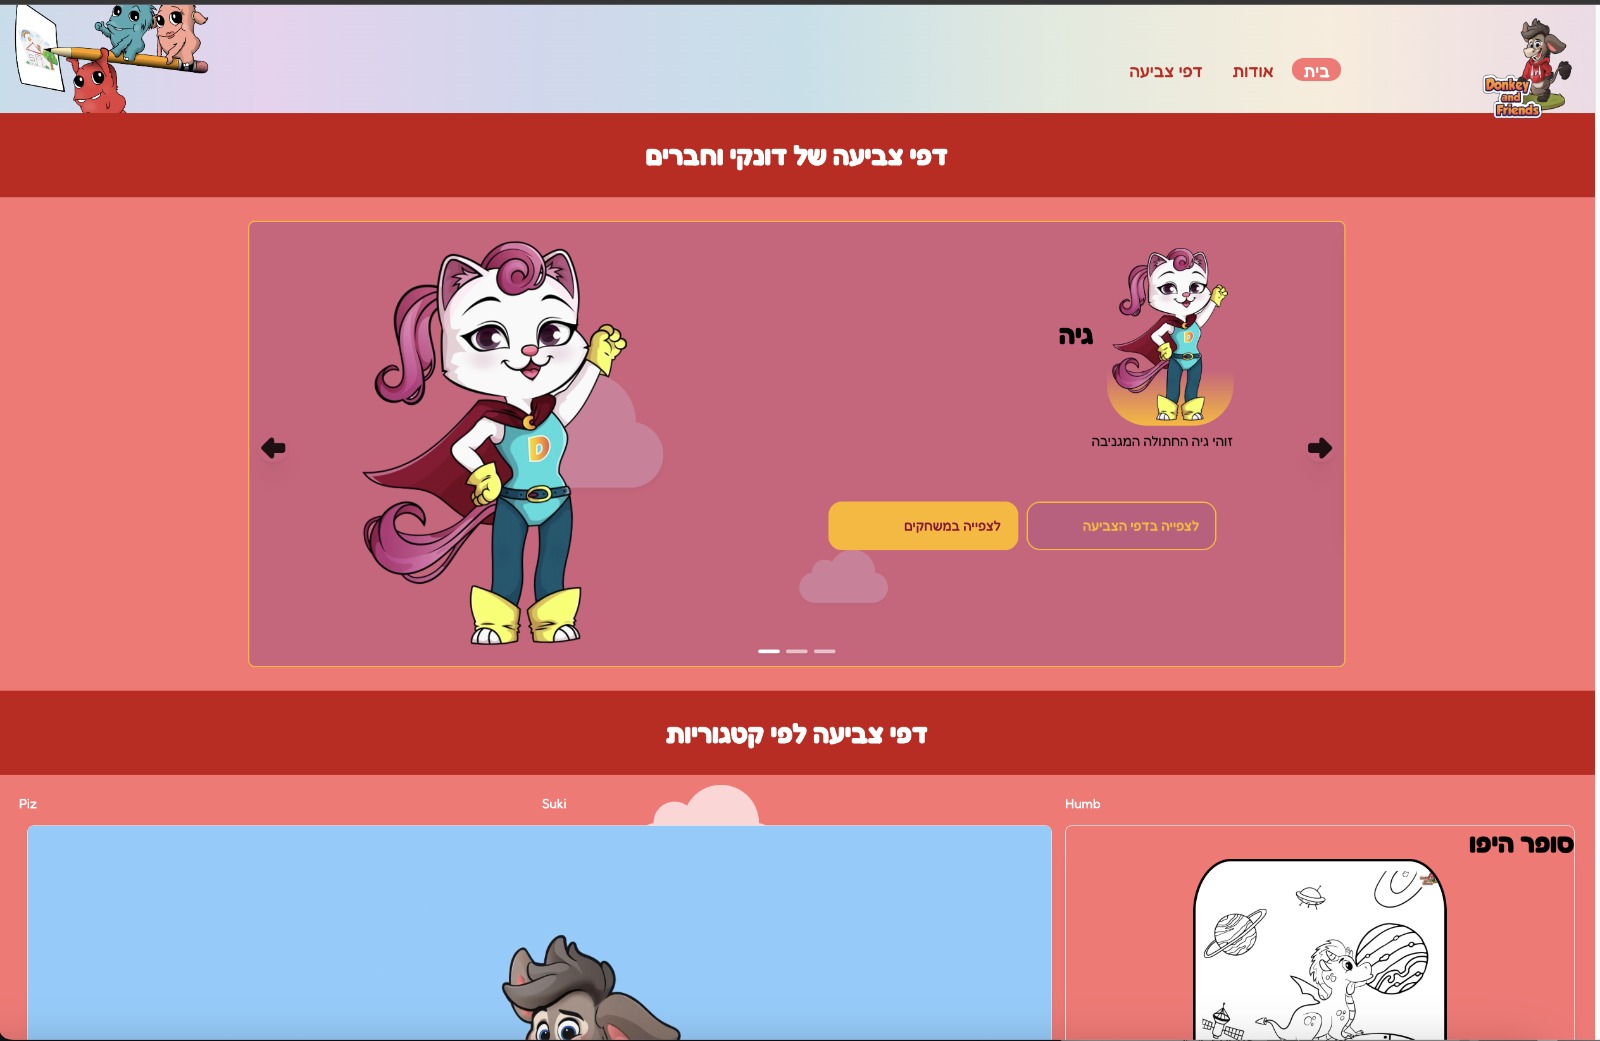 בית
אודות
דפי צביעה
Donkey
and
Friends
דפי צביעה של דונקי וחברים
גיה
D
זוהי גיה החתולה המגניבה
לצפייה בדפי הצביעה
לצפייה במשחקים
D
דפי צביעה לפי קטגוריות
Humb
Suki
Piz
סופר היפו